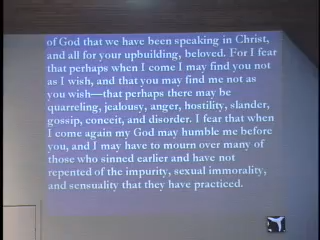 of God that we have been speaking in Christ,
and all for your upbuilding, beloved. For I fear
that perhaps when I come I may find you not
as I wish, and that you may find me not as
you wish—that perhaps there may be
quarreling, jealousy, anger, hostility, slander,
gossip, conceit, and disorder. I fear that when
I come again my God may humble me before
you, and I may have to mourn over many of
those who sinned earlier and have not
repented of the impurity, sexual immorality,
and sensuality that they have practiced.